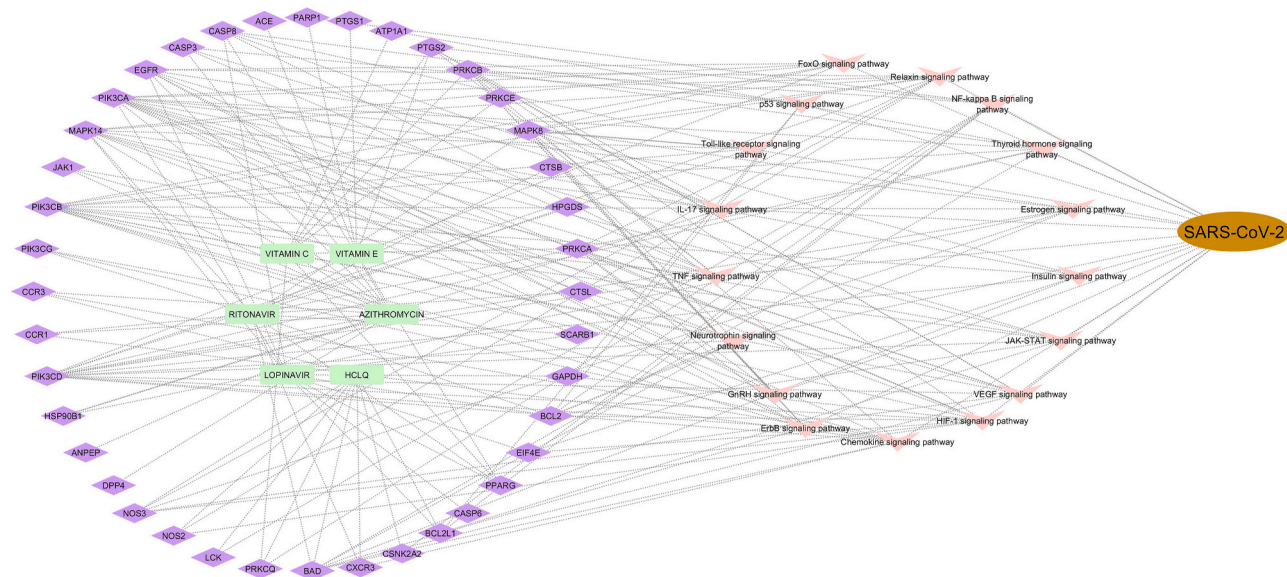 PARP1
ACE
PTGS1
CASP8
ATP1A1
CASP3
PTGS2
EGFR
PRKCB
PIK3CA
PRKCE
MAPK14
MAPK8
JAK1
CTSB
PIK3CB
HPGDS
PIK3CG
PRKCA
CCR3
CTSL
CCR1
SCARB1
PIK3CD
GAPDH
HSP90B1
BCL2
ANPEP
EIF4E
DPP4
PPARG
NOS3
CASP6
NOS2
BCL2L1
LCK
CSNK2A2
PRKCQ
BAD
CXCR3
VITAMIN C
VITAMIN E
RITONAVIR
AZITHROMYCIN
LOPINAVIR
HCLQ
FoxO signaling pathway
Relaxin signaling pathway
p53 signaling pathway
NF-kappa B signaling
pathway
Toll-like receptor signaling
pathway
Thyroid hormone signaling
pathway
IL-17 signaling pathway
Estrogen signaling pathway
TNF signaling pathway
Insulin signaling pathway
Neurotrophin signaling
pathway
JAK-STAT signaling pathway
GnRH signaling pathway
VEGF signaling pathway
ErbB signaling pathway
HIF-1 signaling pathway
Chemokine signaling pathway
SARS-CoV-2